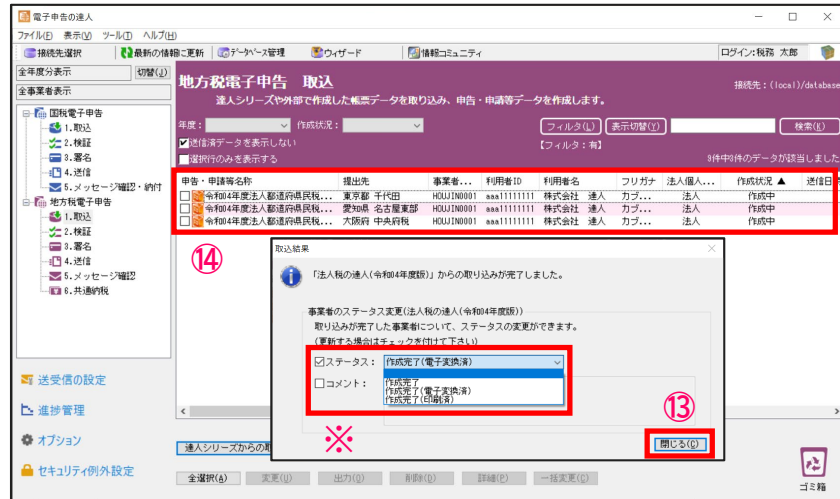 電子申告の達人
ファイル(F) 表示(V) ツール(T) ヘルプ(H)
接続先選択 最新の情報に更新 データベース管理 ウィザード 情報コミュニティ ログイン:税務 太郎
全年度分表示 切替(J)
全事業者表示
国税電子申告
1.取込
2.検証
3.署名
4.送信
5.メッセージ確認・納付
地方税電子申告
1.取込
2.検証
3.署名
4.送信
5.メッセージ確認
6.共通納税
送受信の設定
進捗管理
オプション
セキュリティ例外設定
地方税電子申告 取込
接続先:(local)/database
達人シリーズや外部で作成した帳票データを取り込み、申告・申請等データを作成します。
年度: 作成状況: フィルタ(L) 表示切替(Y) 検索(K)
送信済データを表示しない 【フィルタ:有】
選択行のみを表示する 3件中3件のデータが該当しました
申告・申請等名称 提出先 事業者... 利用者ID 利用者名 フリガナ 法人個人... 作成状況 ▲ 送信日
令和04年度法人都道府県民税... 東京都 千代田 HOUJIN0001 aaa11111111 株式会社 達人 カブ... 法人 作成中
令和04年度法人都道府県民税... 愛知県 名古屋東部 HOUJIN0001 aaa11111111 株式会社 達人 カブ... 法人 作成中
令和04年度法人都道府県民税... 大阪府 中央府税 HOUJIN0001 aaa11111111 株式会社 達人 カブ... 法人 作成中
⑭
取込結果
「法人税の達人(令和04年度版)」からの取り込みが完了しました。
事業者のステータス変更(法人税の達人(令和04年度版))
取り込みが完了した事業者について、ステータスの変更ができます。
(更新する場合はチェックを付けて下さい)
ステータス: 作成完了(電子変換済)
コメント: 作成完了
作成完了(電子変換済)
作成完了(印刷済)
※
⑬
閉じる(C)
達人シリーズからの取
全選択(A) 変更(U) 出力(O) 削除(D) 詳細(P) 一括変更(C)
ゴミ箱